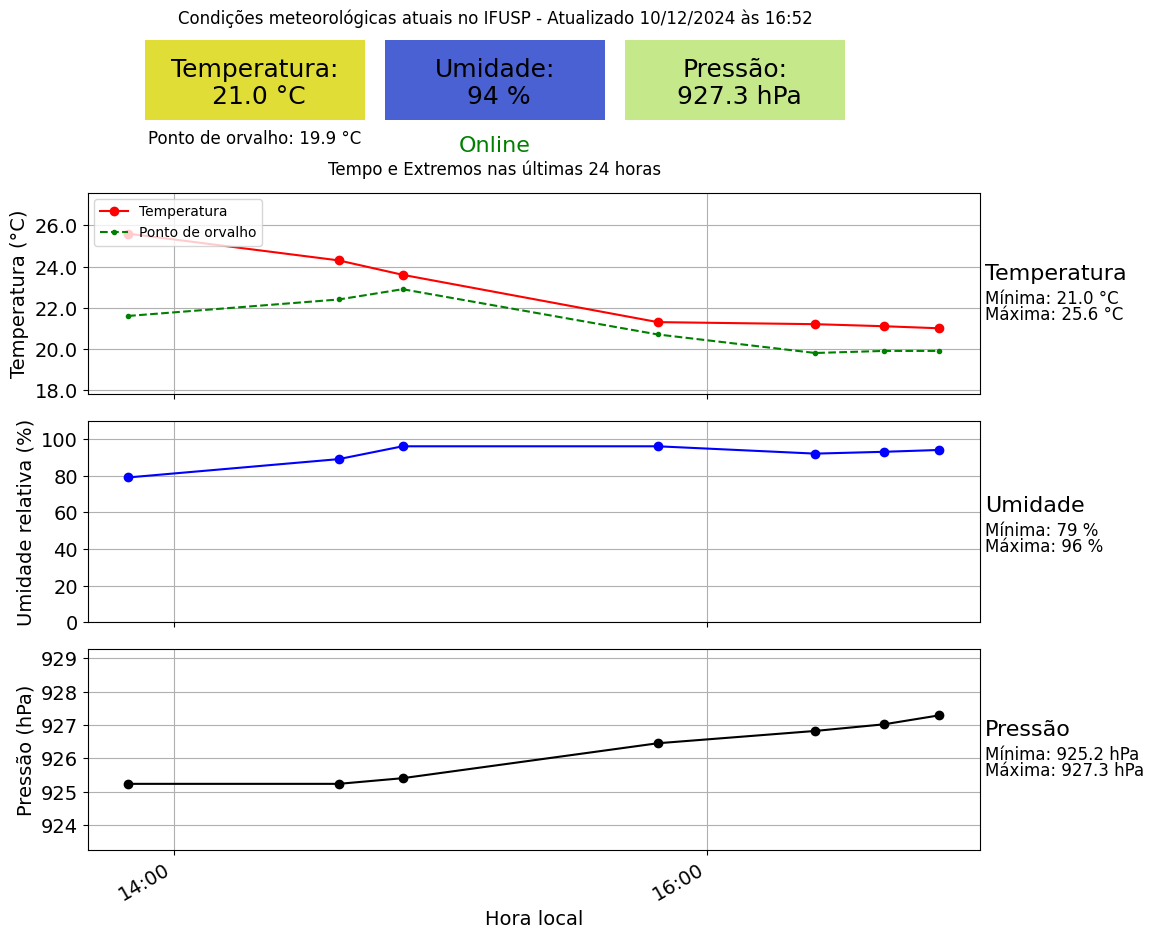 Condições meteorológicas atuais no IFUSP - Atualizado 10/12/2024 às 16:52
Temperatura:
21.0 °C
Umidade:
94 %
Pressão:
927.3 hPa
Ponto de orvalho: 19.9 °C
Online
Tempo e Extremos nas últimas 24 horas
Temperatura (°C)
26.0
24.0
22.0
20.0
18.0
Temperatura
Ponto de orvalho
Temperatura
Mínima: 21.0 °C
Máxima: 25.6 °C
Umidade relativa (%)
100
80
60
40
20
0
Umidade
Mínima: 79 %
Máxima: 96 %
Pressão (hPa)
929
928
927
926
925
924
Pressão
Mínima: 925.2 hPa
Máxima: 927.3 hPa
14:00
16:00
Hora local